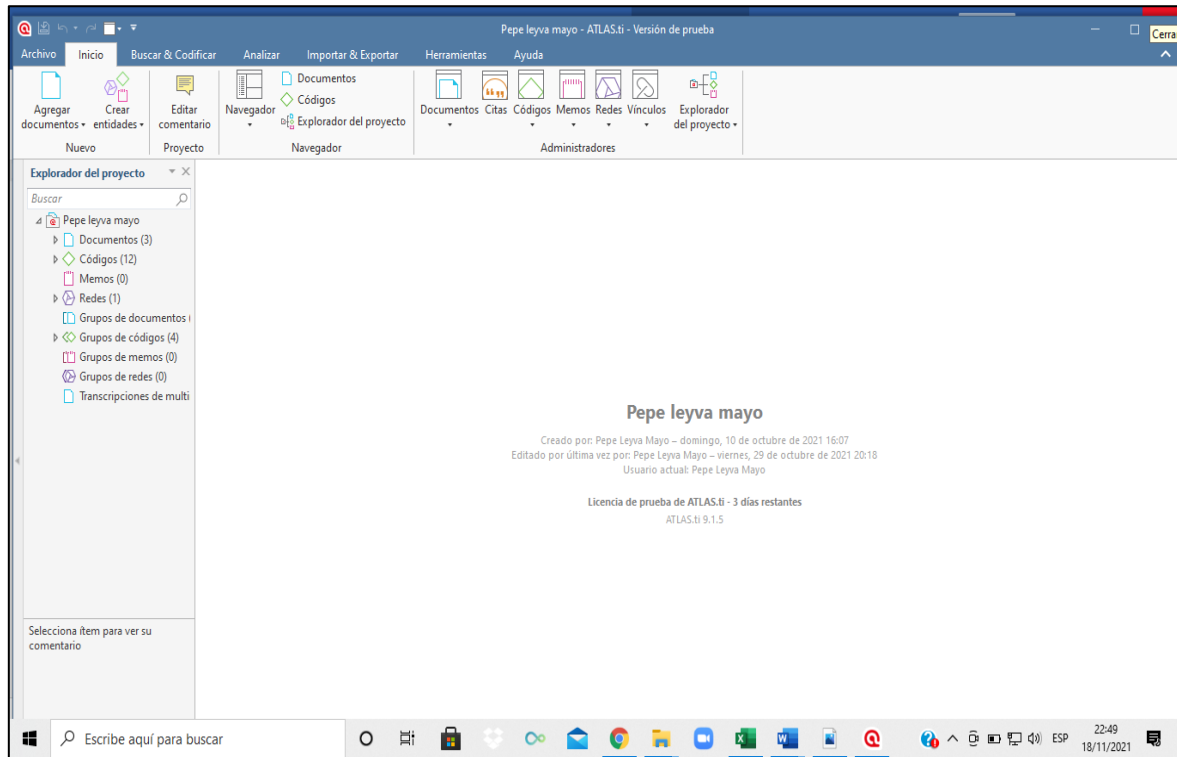 Pepe leyva mayo - ATLAS.ti - Versión de prueba
Cerrar
Archivo Inicio Buscar & Codificar Analizar Importar & Exportar Herramientas Ayuda
Agregar documentos
Crear entidades
Nuevo
Editar comentario
Proyecto
Navegador
Documentos
Códigos
Explorador del proyecto
Navegador
Documentos Citas Códigos Memos Redes Vínculos
Explorador del proyecto
Administradores
Explorador del proyecto
Buscar
Pepe leyva mayo
Documentos (3)
Códigos (12)
Memos (0)
Redes (1)
Grupos de documentos (
Grupos de códigos (4)
Grupos de memos (0)
Grupos de redes (0)
Transcripciones de multi
Pepe leyva mayo
Creado por: Pepe Leyva Mayo – domingo, 10 de octubre de 2021 16:07
Editado por última vez por: Pepe Leyva Mayo – viernes, 29 de octubre de 2021 20:18
Usuario actual: Pepe Leyva Mayo
Licencia de prueba de ATLAS.ti - 3 días restantes
ATLAS.ti 9.1.5
Selecciona ítem para ver su
comentario
Escribe aquí para buscar
ESP
22:49
18/11/2021